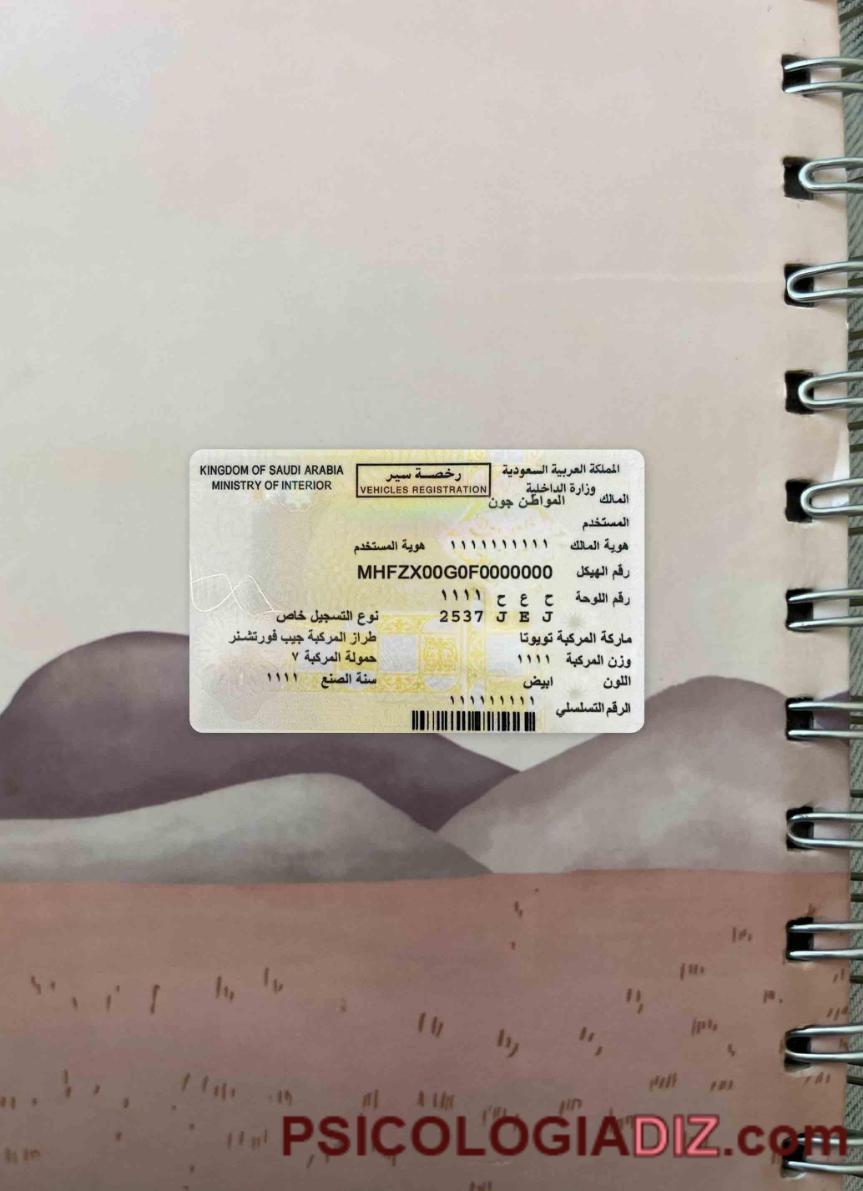 KINGDOM OF SAUDI ARABIA
MINISTRY OF INTERIOR
رخصـــة سير
VEHICLES REGISTRATION
المملكة العربية السعودية
وزارة الداخلية
المالك المواطن جون
المستخدم
هوية المالك ١١١١١١١١١١ هوية المستخدم
رقم الهيكل MHFZX00G0F0000000
رقم اللوحة ح ع ح ١١١١
2537 J E J نوع التسجيل خاص
ماركة المركبة تويوتا طراز المركبة جيب فورتشنر
وزن المركبة ١١١١ حمولة المركبة ٧
اللون ابيض سنة الصنع ١١١١
الرقم التسلسلي ١١١١١١١١١
PSICOLOGIADIZ.com